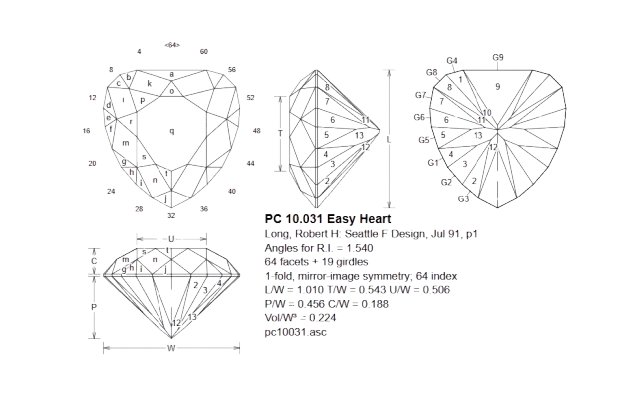 <64>
4 60
8 56
12 52
16 48
20 44
24 40
28 36
32
a
b k o
c
i p
d
e r q
f
m
g s t
h n
i l
j
8
7
6 11
5 13
4 12
3
2
T
L
G4 G9
G8 1
G7 8 9
7
G6 6 10
11
G5 5 13
4 12
G1 3
G2 2
G3
U
C
P
W
m s t
n
g h i j
2
3 4
12 13
PC 10.031 Easy Heart
Long, Robert H: Seattle F Design, Jul 91, p1
Angles for R.I. = 1.540
64 facets + 19 girdles
1-fold, mirror-image symmetry; 64 index
L/W = 1.010 T/W = 0.543 U/W = 0.506
P/W = 0.456 C/W = 0.188
Vol/W³ = 0.224
pc10031.asc